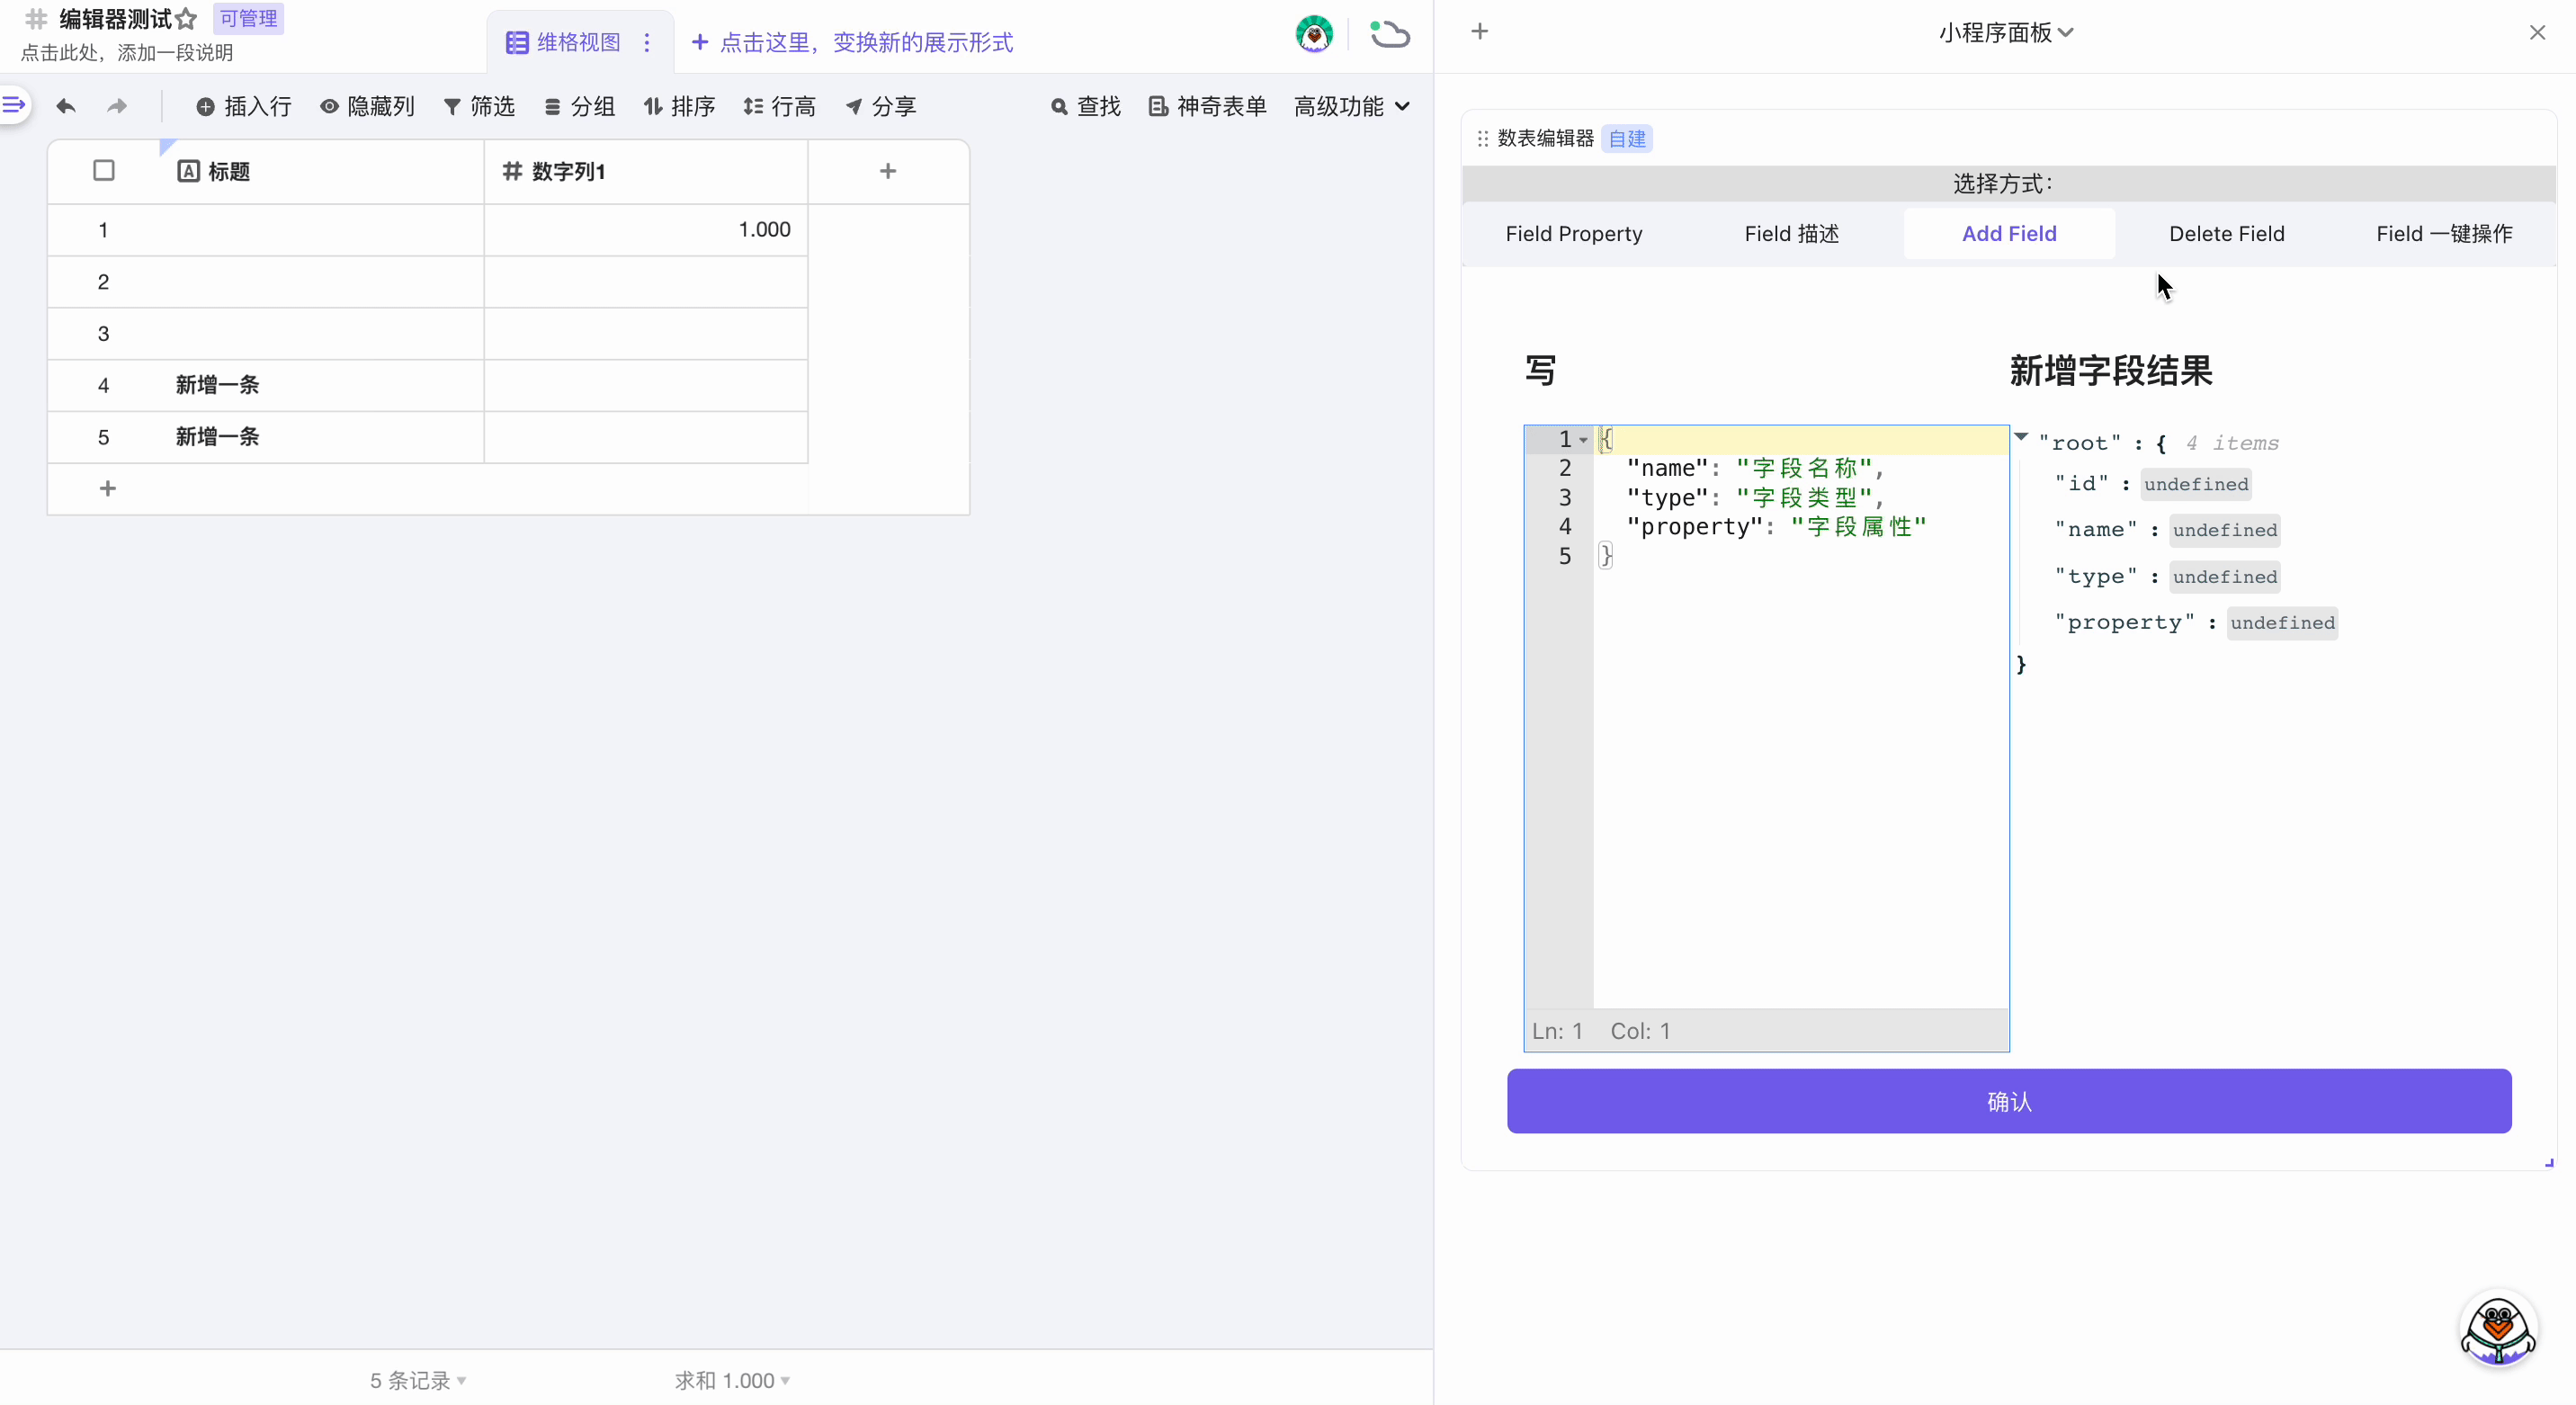 编辑器测试 可管理
点击此处，添加一段说明
维格视图
点击这里，变换新的展示形式
插入行 隐藏列 筛选 分组 排序 行高 分享 查找 神奇表单 高级功能
标题 数字列1
1 1.000
2
3
4 新增一条
5 新增一条
5 条记录 求和 1.000
小程序面板
数表编辑器 自建
选择方式：
Field Property Field 描述 Add Field Delete Field Field 一键操作
写
1 {
2 "name": "字段名称",
3 "type": "字段类型",
4 "property": "字段属性"
5 }
Ln: 1 Col: 1
新增字段结果
"root" : { 4 items
"id" : undefined
"name" : undefined
"type" : undefined
"property" : undefined
}
确认